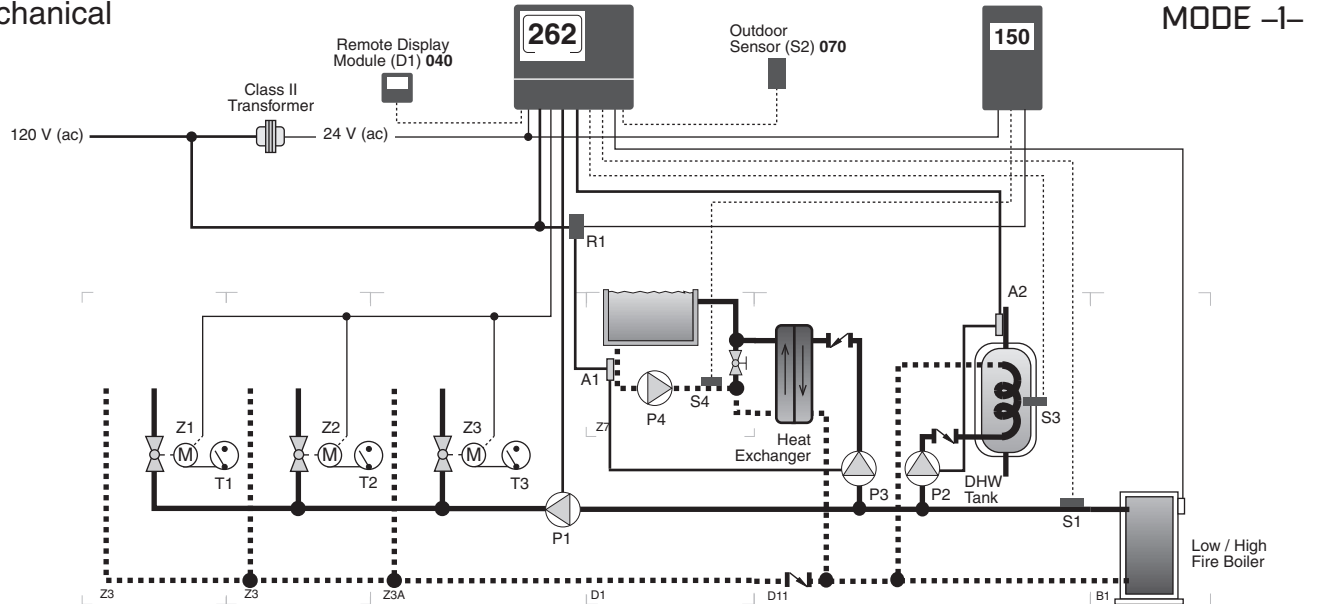 chanical
MODE –1–
262
150
Remote Display
Module (D1) 040
Outdoor
Sensor (S2) 070
Class II
Transformer
120 V (ac)
24 V (ac)
R1
A2
A1
P4
S4
Z7
Heat
Exchanger
S3
Z1
M
T1
Z2
M
T2
Z3
M
T3
P3
P2
DHW
Tank
P1
S1
Low / High
Fire Boiler
Z3
Z3
Z3A
D1
D11
B1